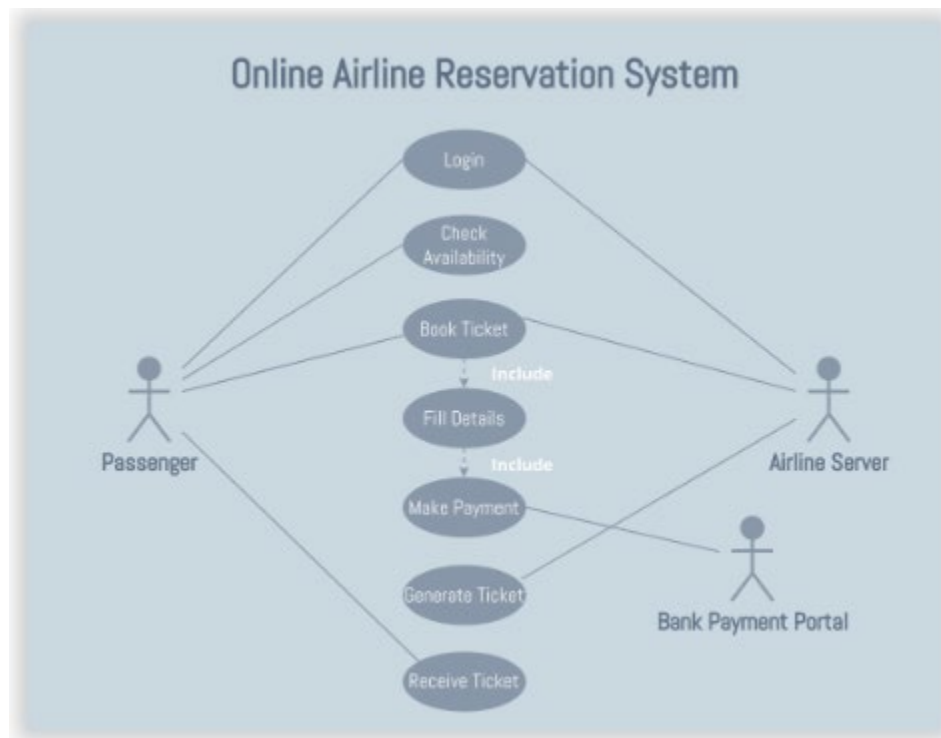 Online Airline Reservation System
Login
Check
Availability
Book Ticket
Include
Fill Details
Passenger
Airline Server
Include
Make Payment
Generate Ticket
Bank Payment Portal
Receive Ticket